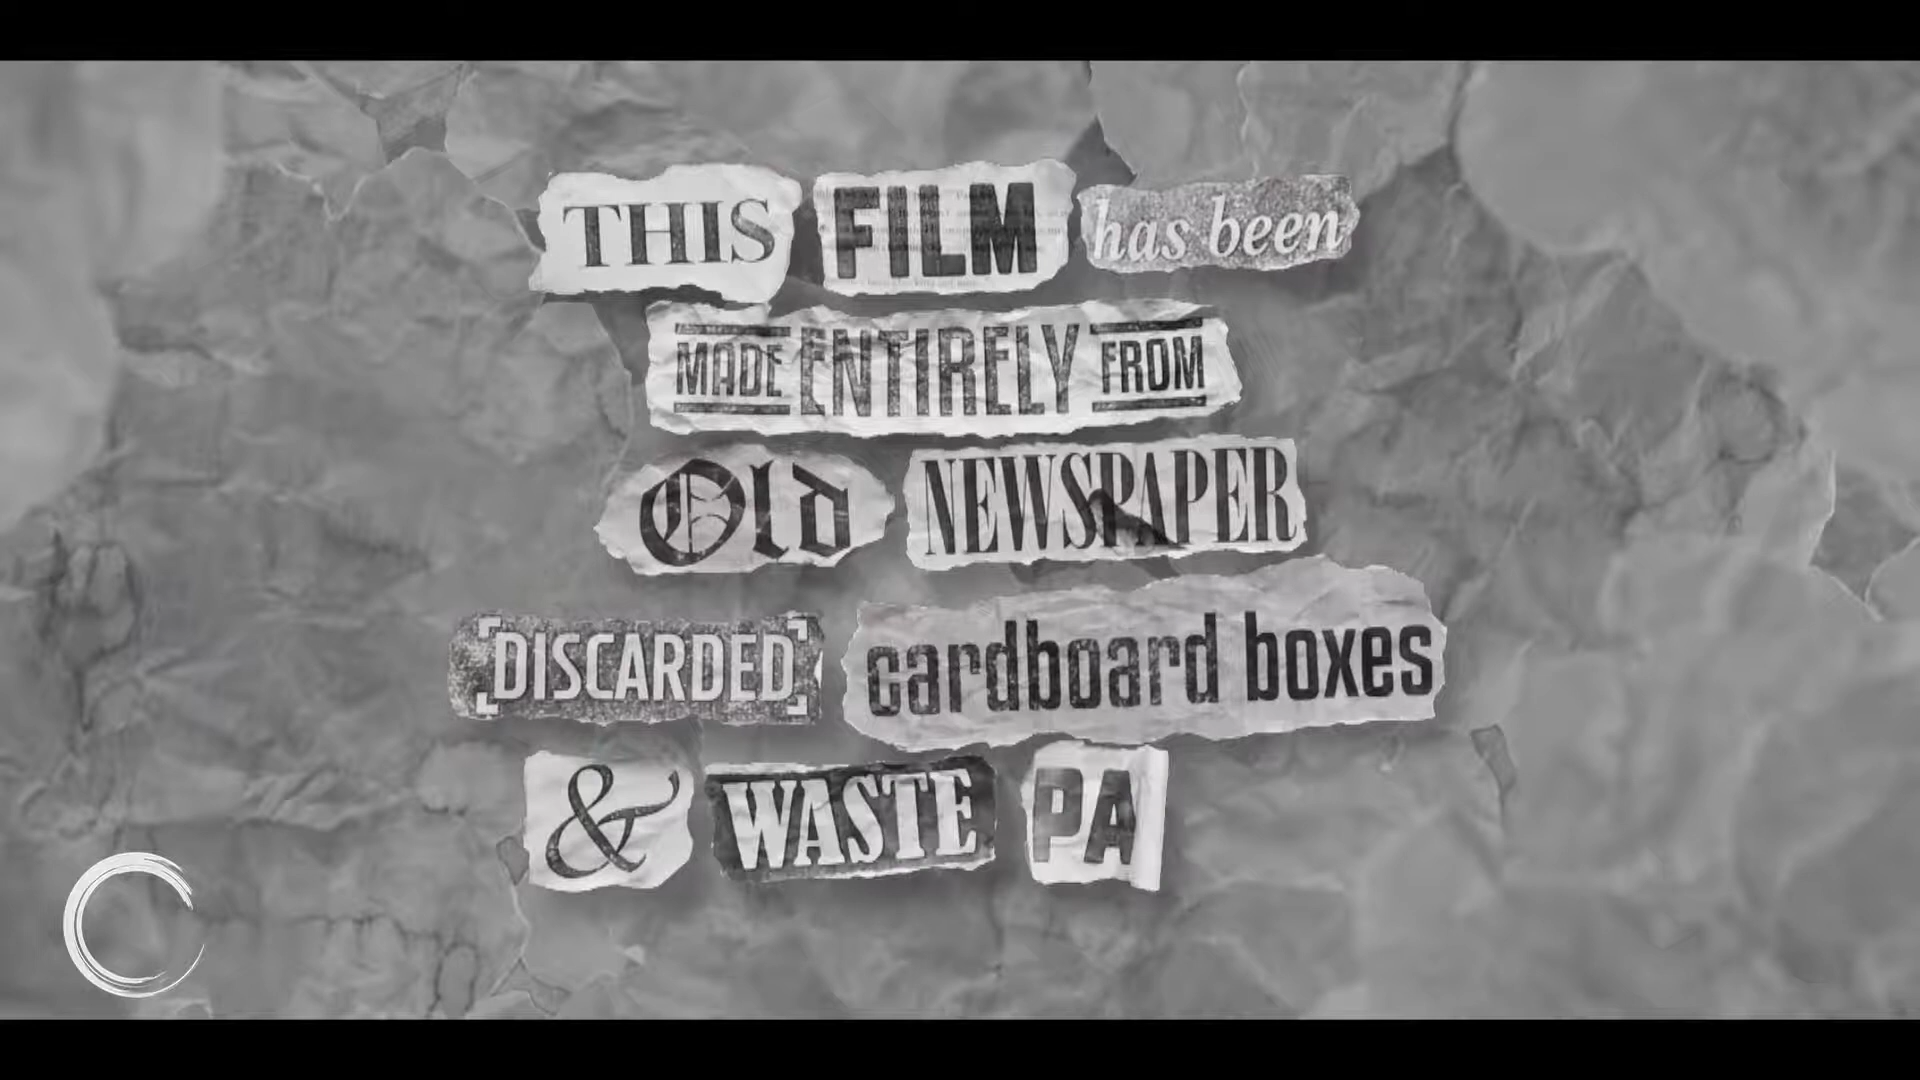 THIS FILM has been
MADE ENTIRELY FROM
Old NEWSPAPER
DISCARDED cardboard boxes
& WASTE PA